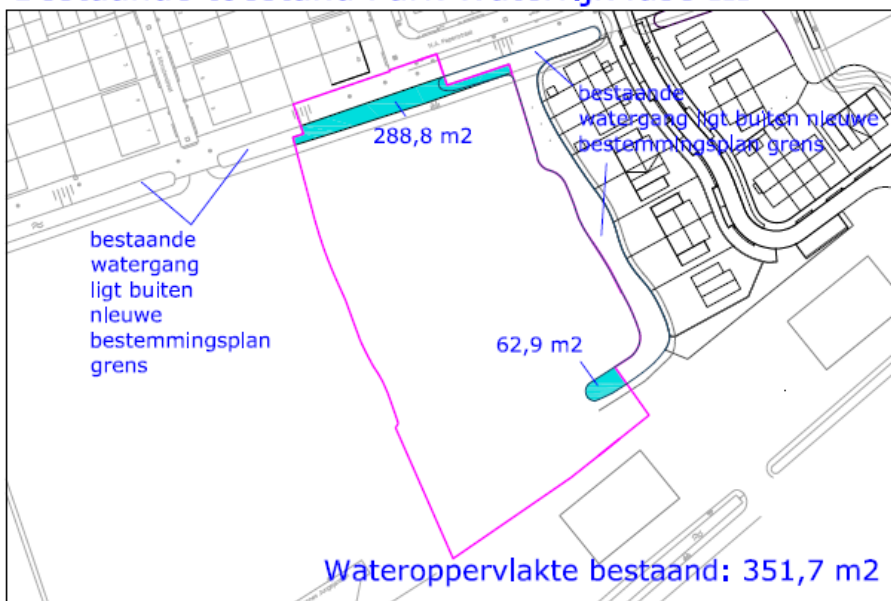 288,8 m2
bestaande
watergang ligt buiten nieuwe
bestemmingsplan grens
bestaande
watergang
ligt buiten
nieuwe
bestemmingsplan
grens
62,9 m2
Wateroppervlakte bestaand: 351,7 m2